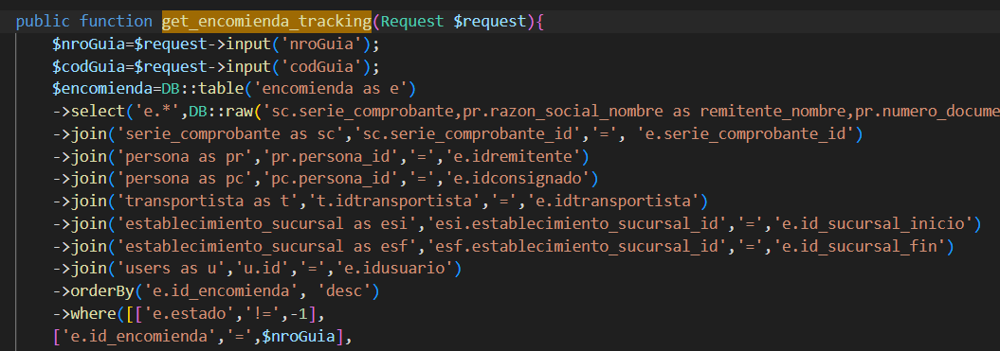 public function get_encomienda_tracking(Request $request){
$nroGuia=$request->input('nroGuia');
$codGuia=$request->input('codGuia');
$encomienda=DB::table('encomienda as e')
->select('e.*',DB::raw('sc.serie_comprobante,pr.razon_social_nombre as remitente_nombre,pr.numero_docume
->join('serie_comprobante as sc','sc.serie_comprobante_id','=', 'e.serie_comprobante_id')
->join('persona as pr','pr.persona_id','=','e.idremitente')
->join('persona as pc','pc.persona_id','=','e.idconsignado')
->join('transportista as t','t.idtransportista','=','e.idtransportista')
->join('establecimiento_sucursal as esi','esi.establecimiento_sucursal_id','=','e.id_sucursal_inicio')
->join('establecimiento_sucursal as esf','esf.establecimiento_sucursal_id','=','e.id_sucursal_fin')
->join('users as u','u.id','=','e.idusuario')
->orderBy('e.id_encomienda', 'desc')
->where([['e.estado','!=',-1],
['e.id_encomienda','=',$nroGuia],